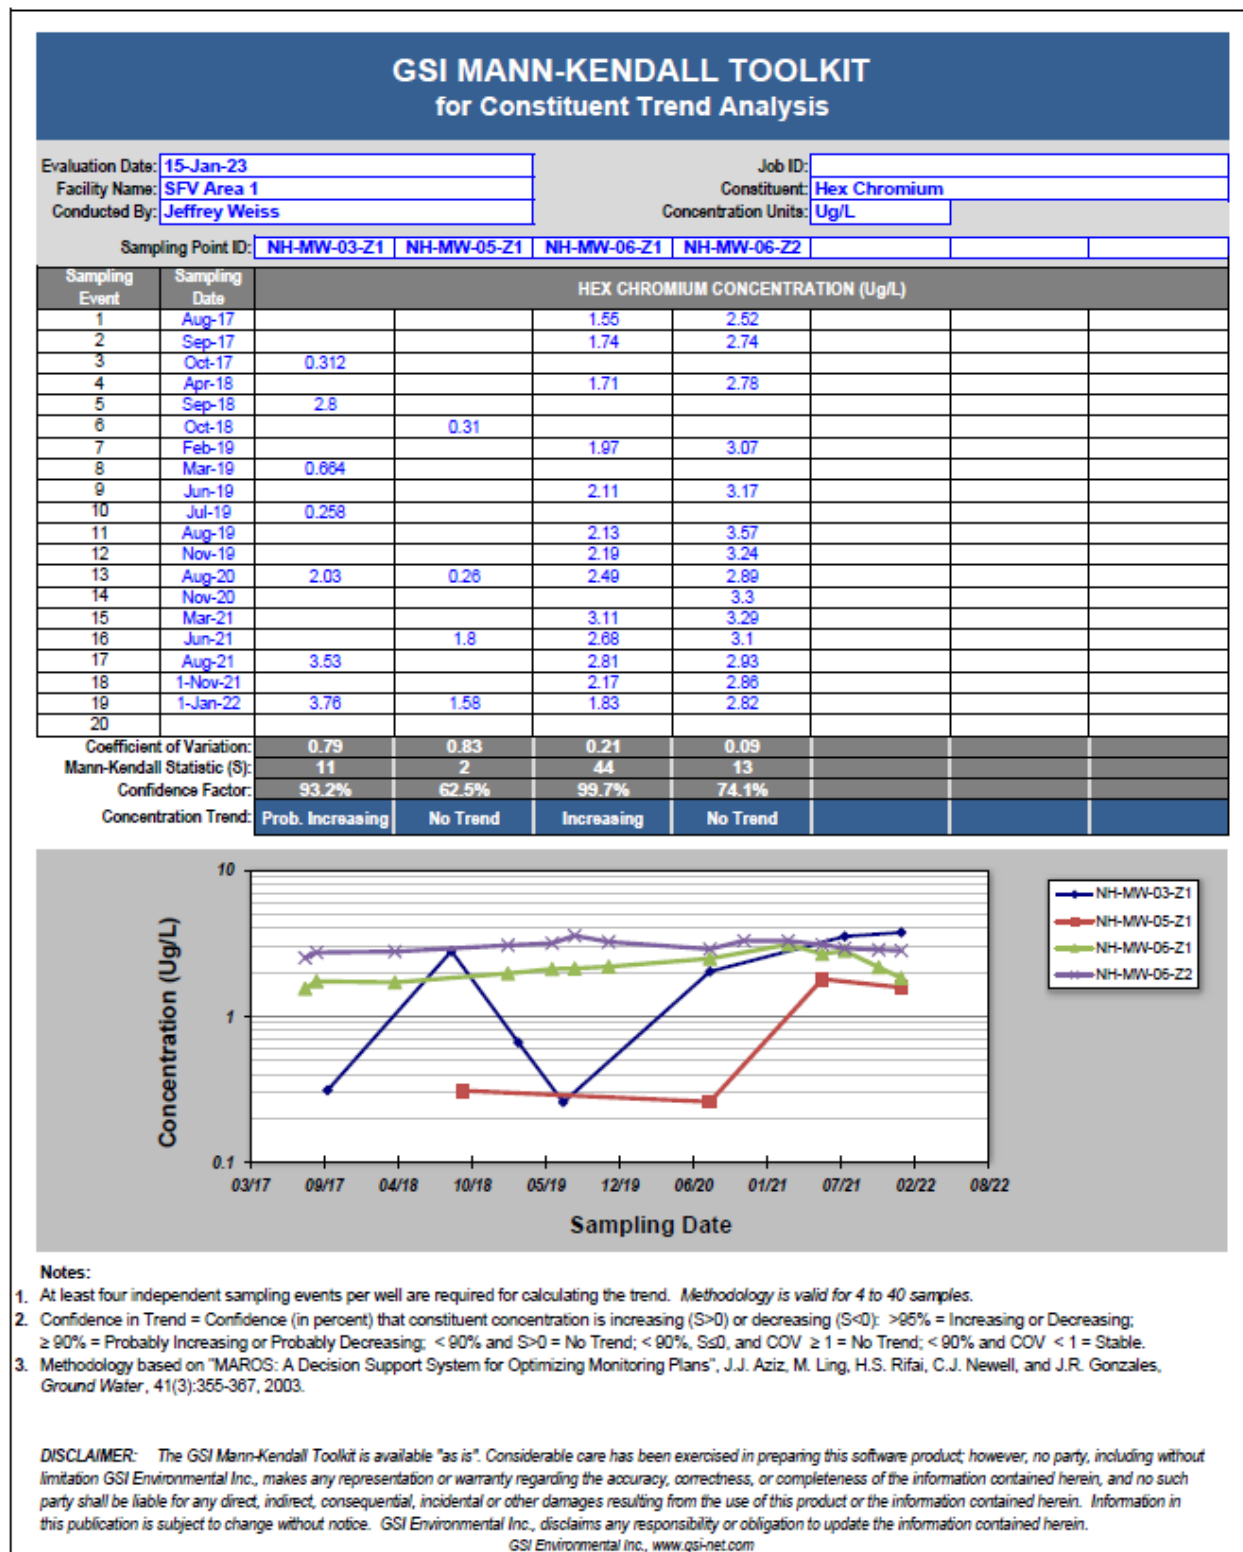 GSI MANN-KENDALL TOOLKIT
for Constituent Trend Analysis
Evaluation Date: 15-Jan-23 Job ID:
Facility Name: SFV Area 1 Constituent: Hex Chromium
Conducted By: Jeffrey Weiss Concentration Units: Ug/L
Sampling Point ID: NH-MW-03-Z1 NH-MW-05-Z1 NH-MW-06-Z1 NH-MW-06-Z2
Sampling Event Sampling Date HEX CHROMIUM CONCENTRATION (Ug/L)
1 Aug-17 1.55 2.52
2 Sep-17 1.74 2.74
3 Oct-17 0.312
4 Apr-18 1.71 2.78
5 Sep-18 2.8
6 Oct-18 0.31
7 Feb-19 1.97 3.07
8 Mar-19 0.664
9 Jun-19 2.11 3.17
10 Jul-19 0.258
11 Aug-19 2.13 3.57
12 Nov-19 2.19 3.24
13 Aug-20 2.03 0.26 2.49 2.89
14 Nov-20 3.3
15 Mar-21 3.11 3.29
16 Jun-21 1.8 2.68 3.1
17 Aug-21 3.53 2.81 2.93
18 1-Nov-21 2.17 2.86
19 1-Jan-22 3.76 1.58 1.83 2.82
20
Coefficient of Variation: 0.79 0.83 0.21 0.09
Mann-Kendall Statistic (S): 11 2 44 13
Confidence Factor: 93.2% 62.5% 99.7% 74.1%
Concentration Trend: Prob. Increasing No Trend Increasing No Trend
10
1
0.1
Concentration (Ug/L)
03/17 09/17 04/18 10/18 05/19 12/19 06/20 01/21 07/21 02/22 08/22
Sampling Date
NH-MW-03-Z1
NH-MW-05-Z1
NH-MW-06-Z1
NH-MW-06-Z2
Notes:
1. At least four independent sampling events per well are required for calculating the trend. Methodology is valid for 4 to 40 samples.
2. Confidence in Trend = Confidence (in percent) that constituent concentration is increasing (S>0) or decreasing (S<0): >95% = Increasing or Decreasing;
≥ 90% = Probably Increasing or Probably Decreasing; < 90% and S>0 = No Trend; < 90%, S≤0, and COV ≥ 1 = No Trend; < 90% and COV < 1 = Stable.
3. Methodology based on "MAROS: A Decision Support System for Optimizing Monitoring Plans", J.J. Aziz, M. Ling, H.S. Rifai, C.J. Newell, and J.R. Gonzales,
Ground Water, 41(3):355-367, 2003.
DISCLAIMER: The GSI Mann-Kendall Toolkit is available "as is". Considerable care has been exercised in preparing this software product; however, no party, including without
limitation GSI Environmental Inc., makes any representation or warranty regarding the accuracy, correctness, or completeness of the information contained herein, and no such
party shall be liable for any direct, indirect, consequential, incidental or other damages resulting from the use of this product or the information contained herein. Information in
this publication is subject to change without notice. GSI Environmental Inc., disclaims any responsibility or obligation to update the information contained herein.
GSI Environmental Inc., www.gsi-net.com